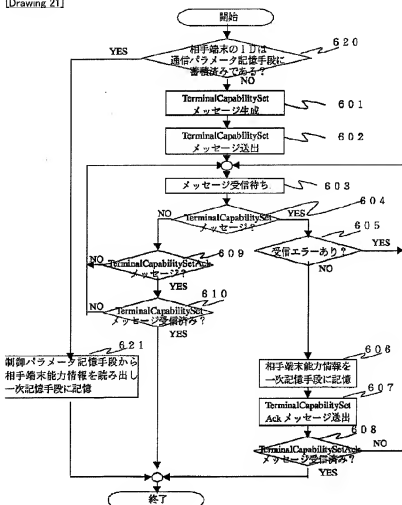 [Drawing 21]
開始
相手端末のIDは
通信パラメータ記憶手段に
蓄積済みである？
YES
620
NO
TerminalCapabilitySet
メッセージ生成
601
TerminalCapabilitySet
メッセージ送出
602
メッセージ受信待ち
603
604
NO
TerminalCapabilitySet
メッセージ？
YES
605
受信エラーあり？
YES
NO
609
NO
TerminalCapabilitySetAck
メッセージ？
YES
610
NO
TerminalCapabilitySet
メッセージ受信済み？
YES
621
制御パラメータ記憶手段から
相手端末能力情報を読み出し
一次記憶手段に記憶
606
相手端末能力情報を
一次記憶手段に記憶
607
TerminalCapabilitySet
Ackメッセージ送出
608
TerminalCapabilitySetAck
メッセージ受信済み？
NO
YES
終了